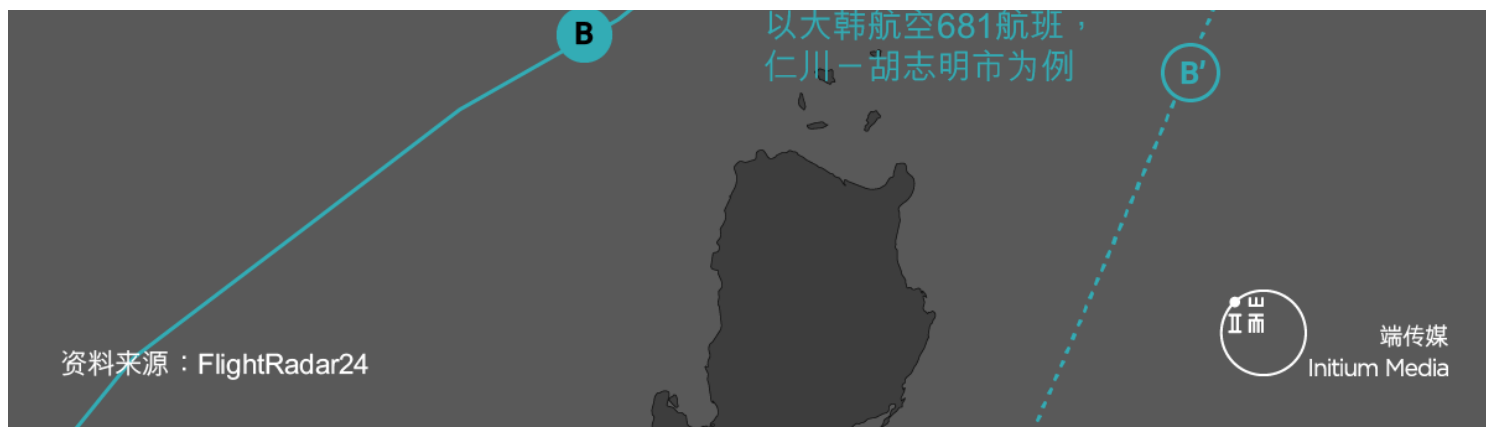 B
以大韩航空681航班，
仁川－胡志明市为例
B'
资料来源：FlightRadar24
端
端传媒
Initium Media